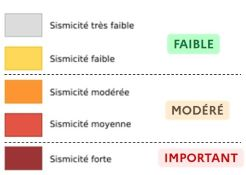 Sismicité très faible
FAIBLE
Sismicité faible
Sismicité modérée
MODÉRÉ
Sismicité moyenne
Sismicité forte
IMPORTANT